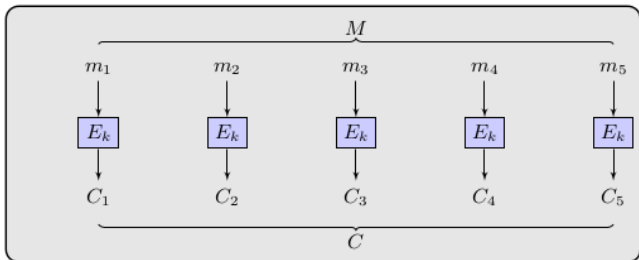 M
m₁ m₂ m₃ m₄ m₅
Eₖ Eₖ Eₖ Eₖ Eₖ
C₁ C₂ C₃ C₄ C₅
C